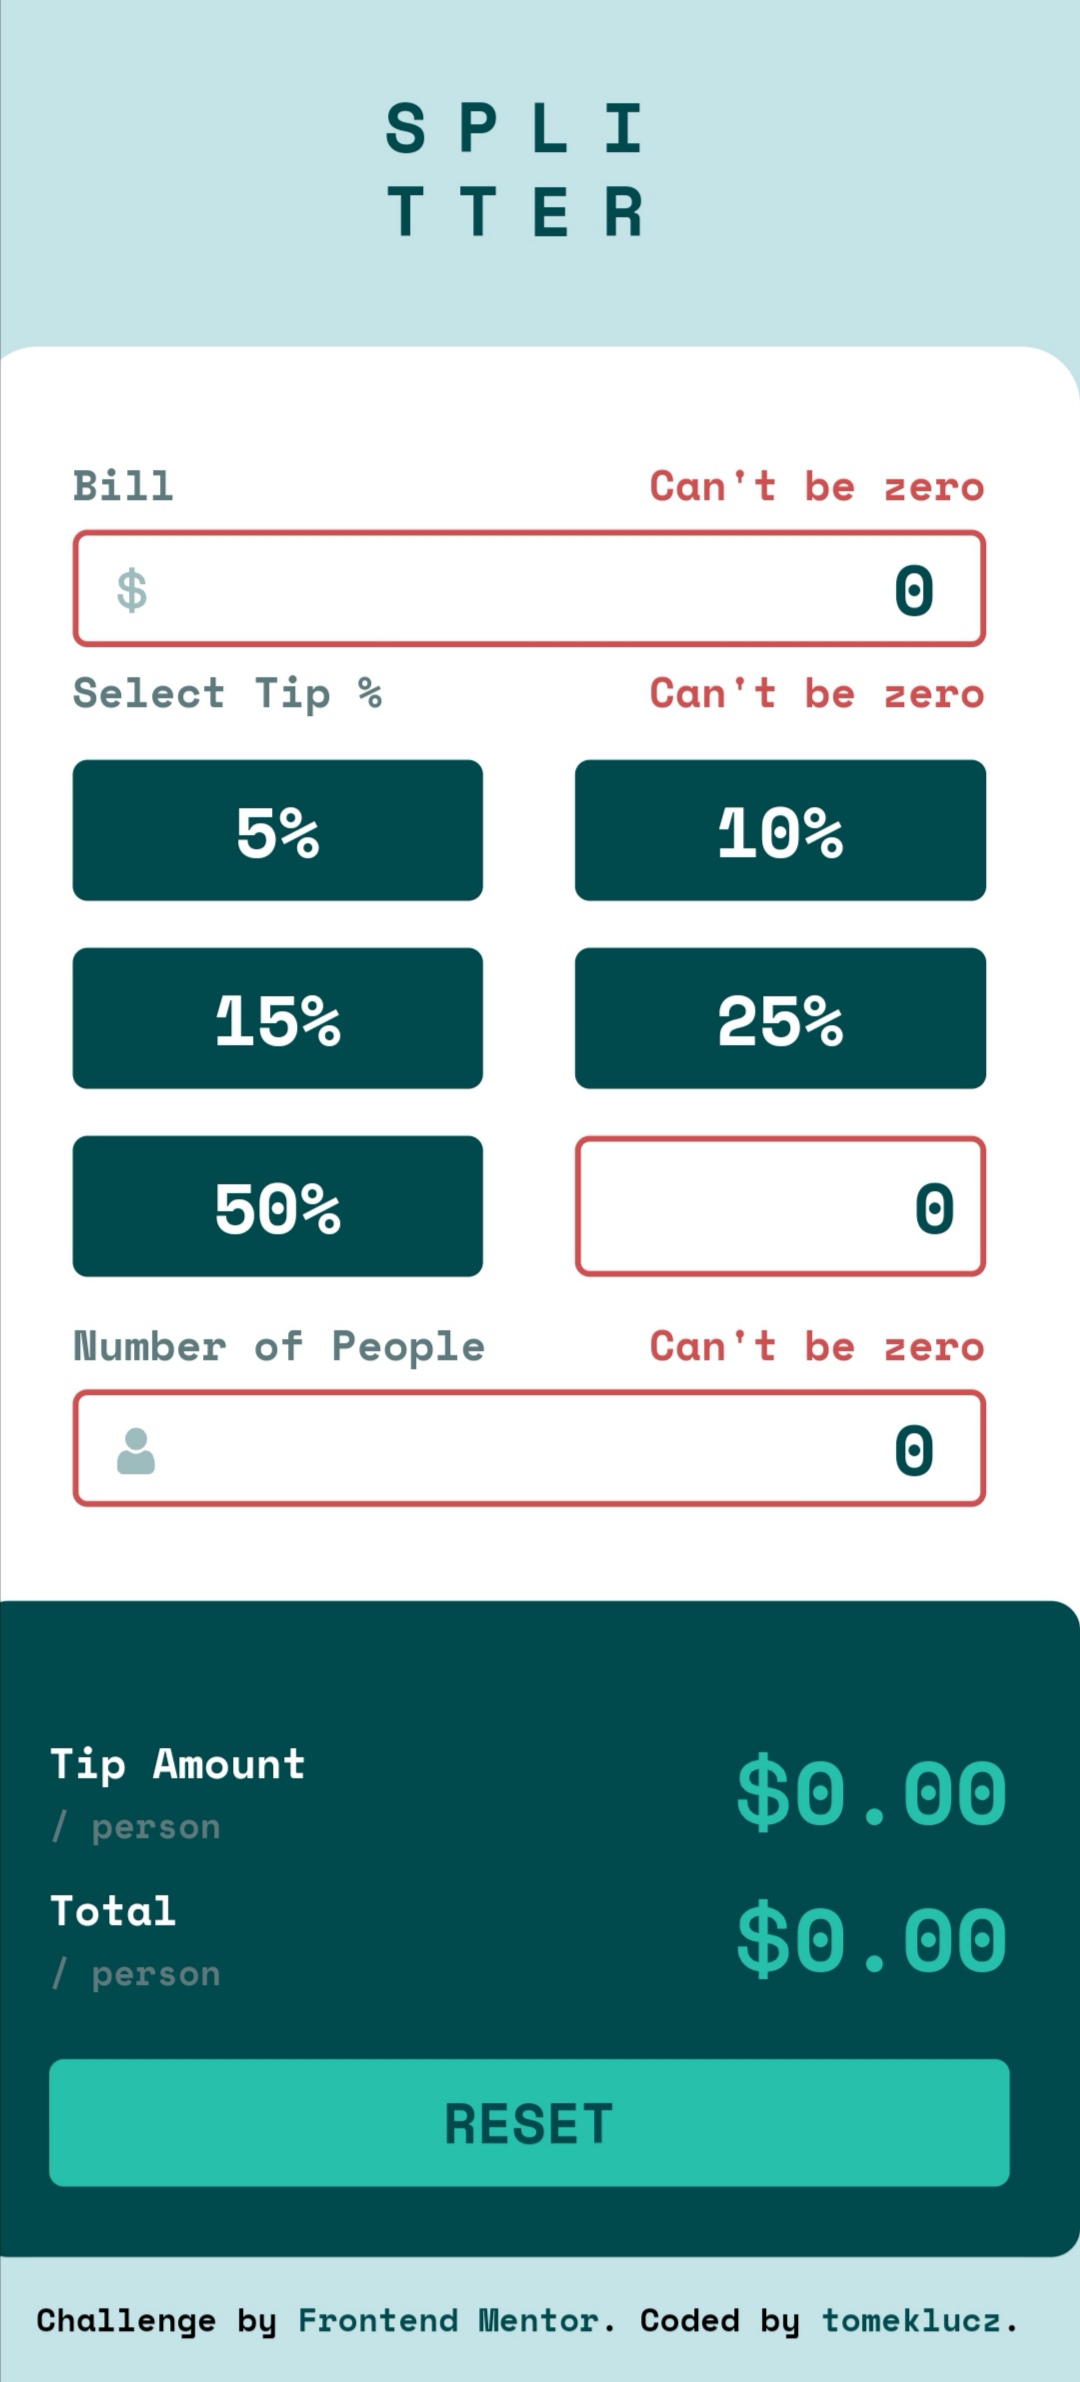 SPLI
TTER
Bill Can't be zero
$ 0
Select Tip % Can't be zero
5% 10%
15% 25%
50% 0
Number of People Can't be zero
0
Tip Amount
/ person $0.00
Total
/ person $0.00
RESET
Challenge by Frontend Mentor. Coded by tomeklucz.